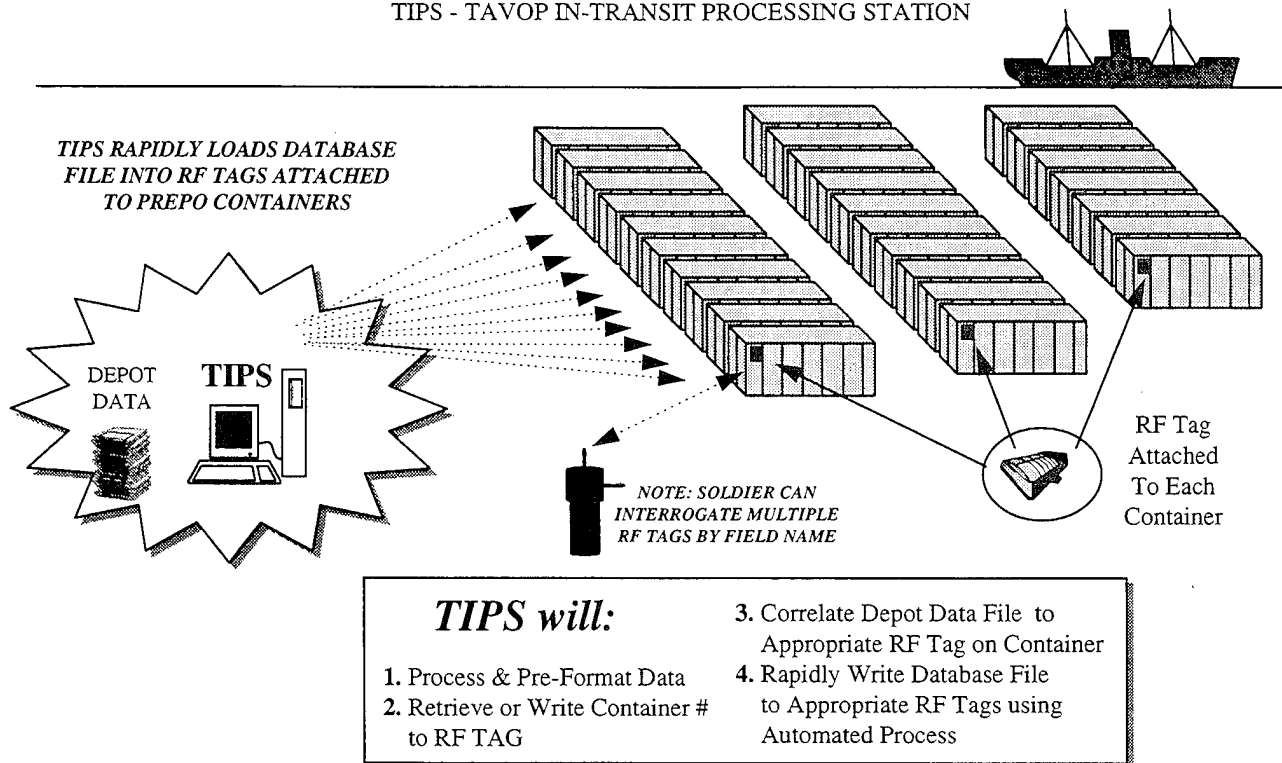 TIPS - TAVOP IN-TRANSIT PROCESSING STATION
TIPS RAPIDLY LOADS DATABASE
FILE INTO RF TAGS ATTACHED
TO PREPO CONTAINERS
DEPOT
DATA
TIPS
NOTE: SOLDIER CAN
INTERROGATE MULTIPLE
RF TAGS BY FIELD NAME
RF Tag
Attached
To Each
Container
TIPS will:
1. Process & Pre-Format Data
2. Retrieve or Write Container #
to RF TAG
3. Correlate Depot Data File to
Appropriate RF Tag on Container
4. Rapidly Write Database File
to Appropriate RF Tags using
Automated Process